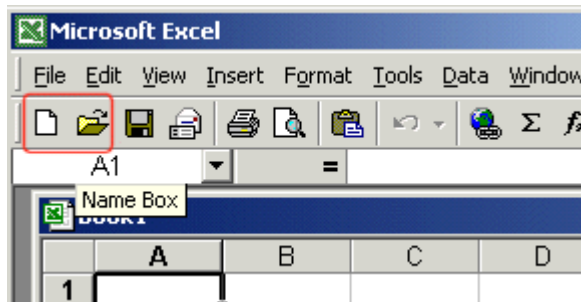 Microsoft Excel
File Edit View Insert Format Tools Data Window
Σ
A1 =
Name Box
A B C D
1